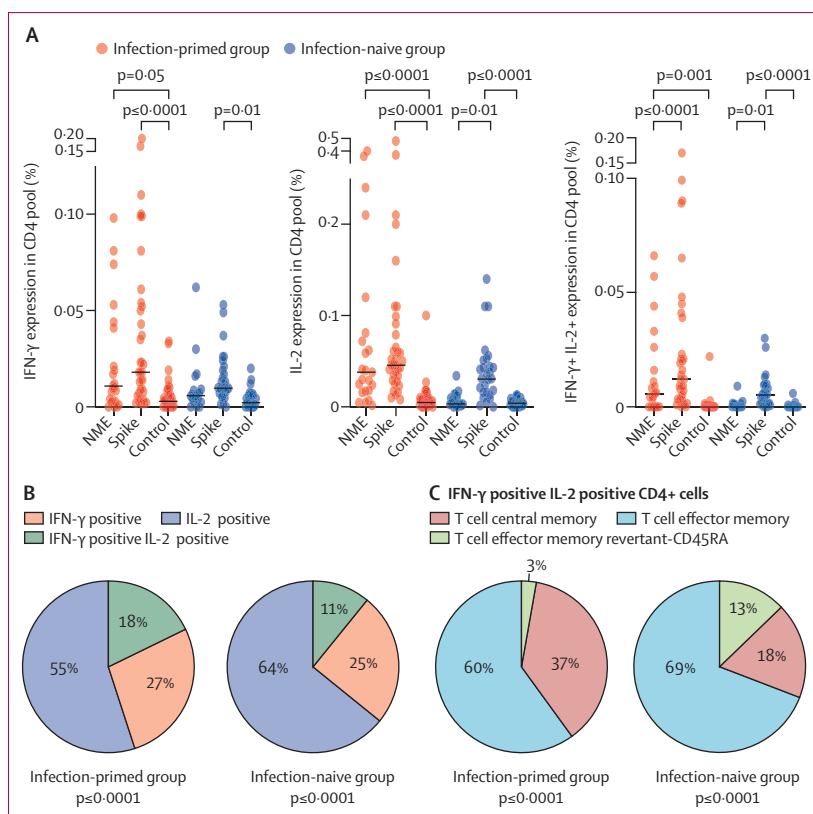 A
Infection-primed group Infection-naive group
p=0·05
p≤0·0001 p=0·01
0·20
0·15
0·10
0·05
0
IFN-γ expression in CD4 pool (%)
NME Spike Control NME Spike Control
p≤0·0001 p≤0·0001
p≤0·0001 p=0·01
0·5
0·4
0·2
0·1
0
IL-2 expression in CD4 pool (%)
NME Spike Control NME Spike Control
p=0·001 p≤0·0001
p≤0·0001 p=0·01
0·20
0·15
0·10
0·05
0
IFN-γ+ IL-2+ expression in CD4 pool (%)
NME Spike Control NME Spike Control
B
IFN-γ positive IL-2 positive
IFN-γ positive IL-2 positive
18%
55%
27%
Infection-primed group
p≤0·0001
11%
64%
25%
Infection-naive group
p≤0·0001
C IFN-γ positive IL-2 positive CD4+ cells
T cell central memory T cell effector memory
T cell effector memory revertant-CD45RA
3%
60%
37%
Infection-primed group
p≤0·0001
13%
69%
18%
Infection-naive group
p≤0·0001